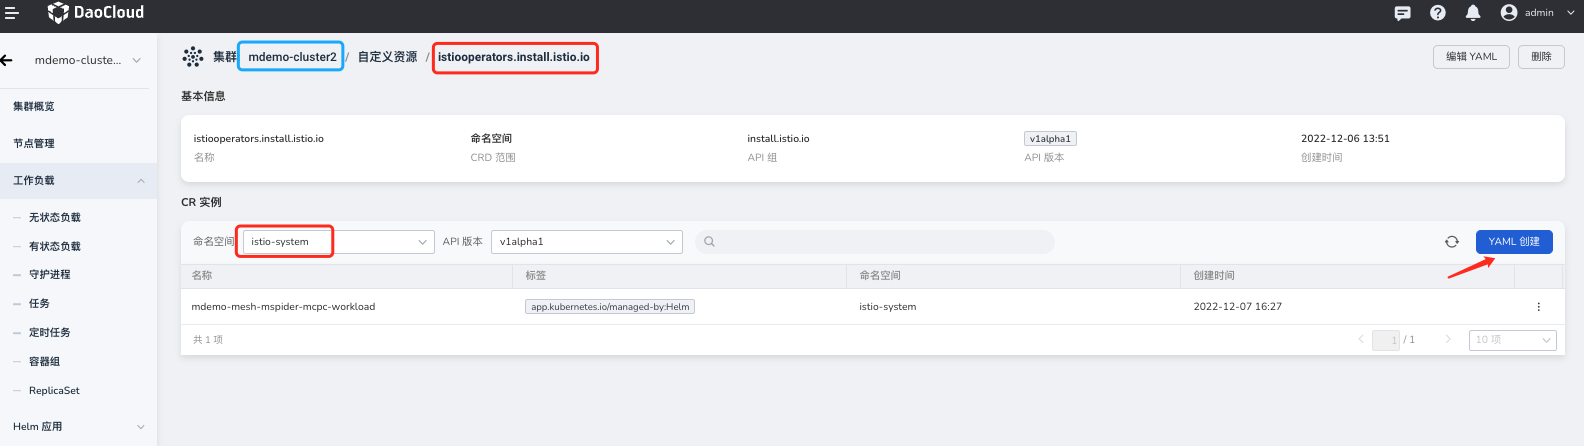 DaoCloud
admin
mdemo-cluste...
集群 mdemo-cluster2 / 自定义资源 / istiooperators.install.istio.io
编辑 YAML
删除
集群概览
节点管理
工作负载
无状态负载
有状态负载
守护进程
任务
定时任务
容器组
ReplicaSet
Helm 应用
基本信息
istiooperators.install.istio.io
名称
命名空间
CRD 范围
install.istio.io
API 组
v1alpha1
API 版本
2022-12-06 13:51
创建时间
CR 实例
命名空间 istio-system API 版本 v1alpha1 YAML 创建
名称 标签 命名空间 创建时间
mdemo-mesh-mspider-mcpc-workload app.kubernetes.io/managed-by:Helm istio-system 2022-12-07 16:27
共 1 项 1 / 1 10 项